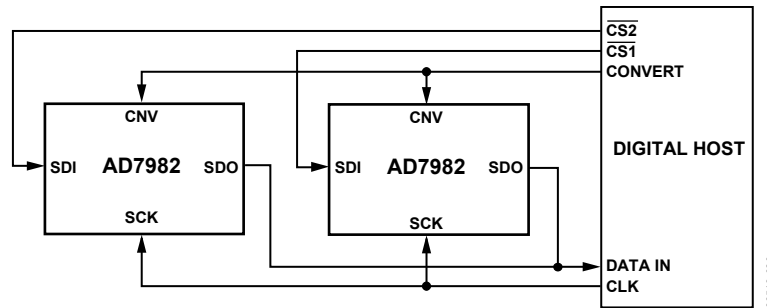 CS2
CS1
CONVERT
CNV
CNV
DIGITAL HOST
SDI AD7982 SDO
SDI AD7982 SDO
SCK
SCK
DATA IN
CLK